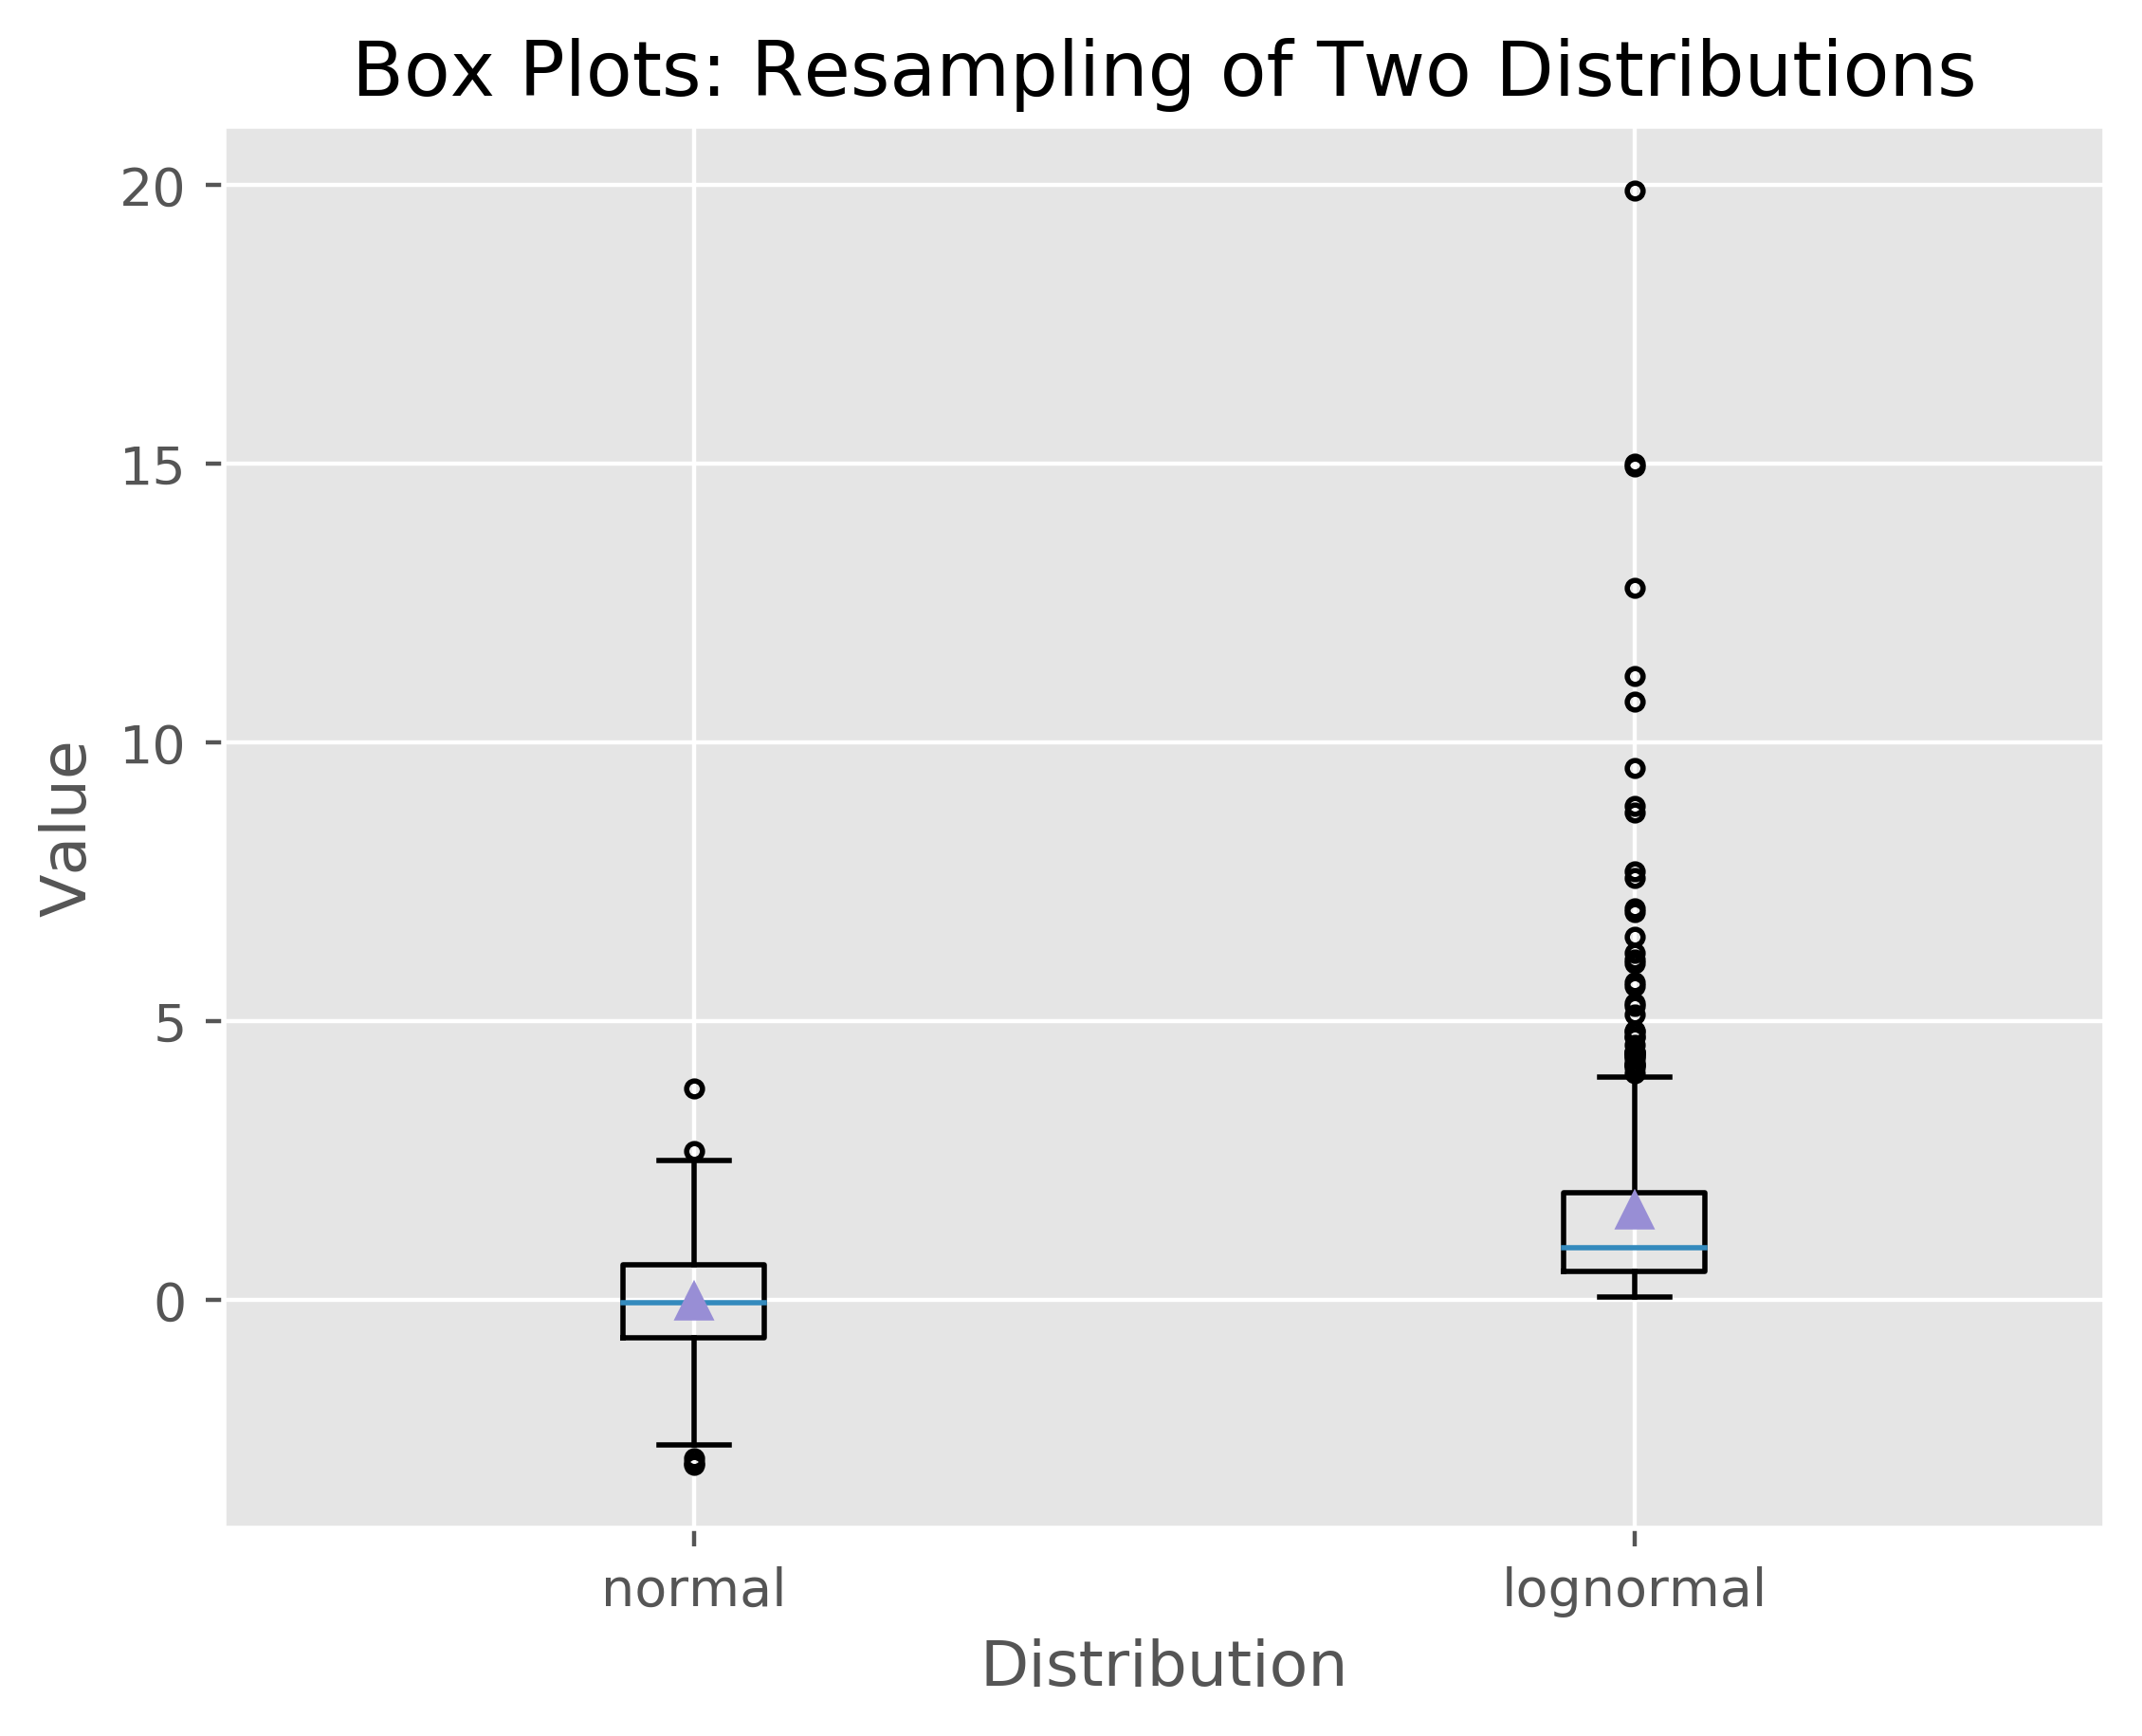 Box Plots: Resampling of Two Distributions
20
15
10
5
0
Value
normal
lognormal
Distribution